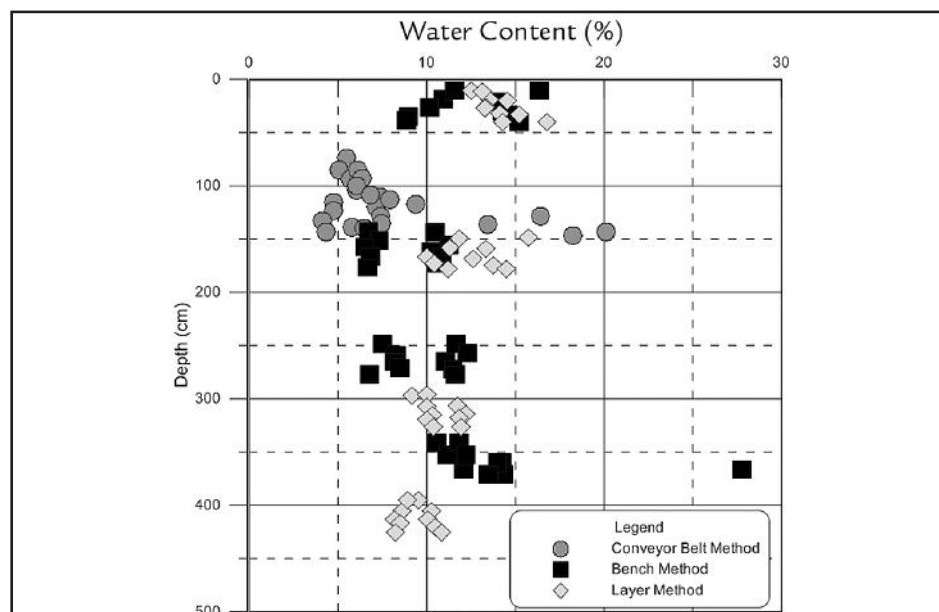 Water Content (%)
0 10 20 30
0
100
200
300
400
500
Depth (cm)
Legend
Conveyor Belt Method
Bench Method
Layer Method